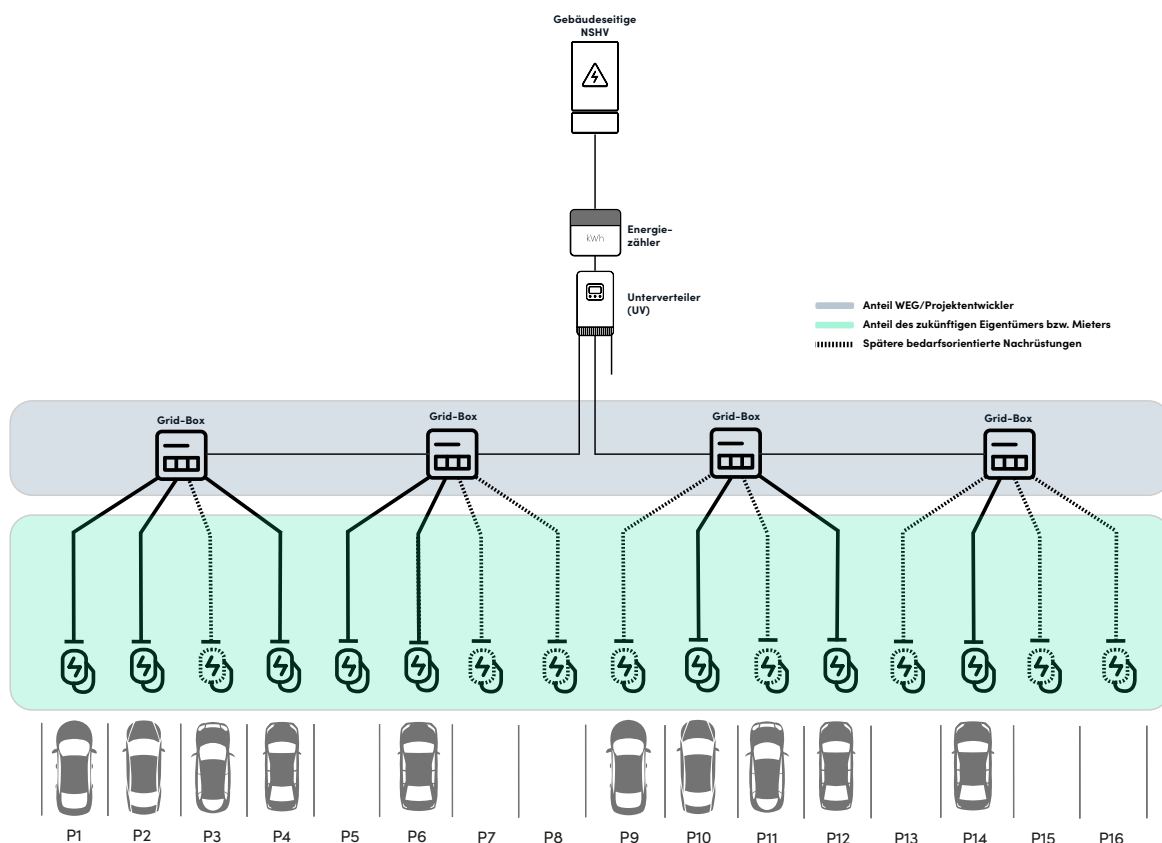 Gebäudeseitige
NSHV
kWh
Energie-
zähler
Unterverteiler
(UV)
Anteil WEG/Projektentwickler
Anteil des zukünftigen Eigentümers bzw. Mieters
Spätere bedarfsorientierte Nachrüstungen
Grid-Box Grid-Box Grid-Box Grid-Box
P1 P2 P3 P4 P5 P6 P7 P8 P9 P10 P11 P12 P13 P14 P15 P16